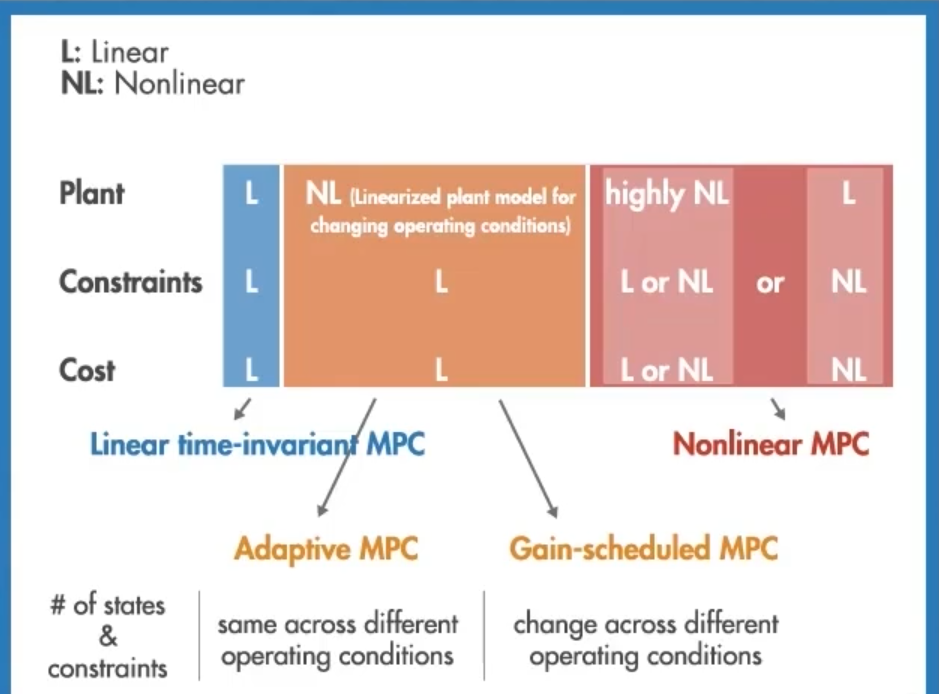 L: Linear
NL: Nonlinear
Plant L NL (Linearized plant model for highly NL L
changing operating conditions)
Constraints L L L or NL or NL
Cost L L L or NL NL
Linear time-invariant MPC Nonlinear MPC
Adaptive MPC Gain-scheduled MPC
# of states same across different change across different
& operating conditions operating conditions
constraints